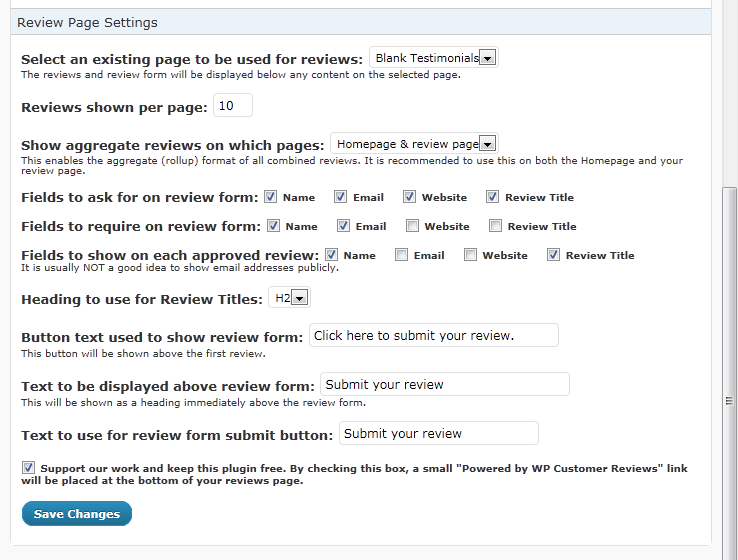 Review Page Settings
Select an existing page to be used for reviews: Blank Testimonials
The reviews and review form will be displayed below any content on the selected page.
Reviews shown per page: 10
Show aggregate reviews on which pages: Homepage & review page
This enables the aggregate (rollup) format of all combined reviews. It is recommended to use this on both the Homepage and your
review page.
Fields to ask for on review form: Name Email Website Review Title
Fields to require on review form: Name Email Website Review Title
Fields to show on each approved review: Name Email Website Review Title
It is usually NOT a good idea to show email addresses publicly.
Heading to use for Review Titles: H2
Button text used to show review form: Click here to submit your review.
This button will be shown above the first review.
Text to be displayed above review form: Submit your review
This will be shown as a heading immediately above the review form.
Text to use for review form submit button: Submit your review
Support our work and keep this plugin free. By checking this box, a small "Powered by WP Customer Reviews" link
will be placed at the bottom of your reviews page.
Save Changes